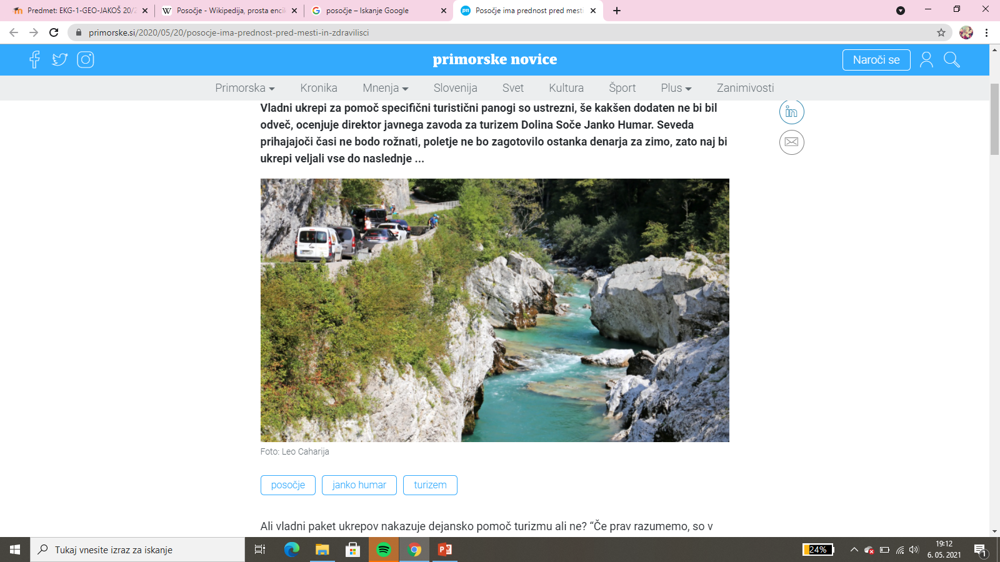 Predmet: EKG-1-GEO-JAKOŠ 20/2
Posočje - Wikipedija, prosta encik
posočje – Iskanje Google
Posočje ima prednost pred mesti
primorske.si/2020/05/20/posocje-ima-prednost-pred-mesti-in-zdravilisci
primorske novice
Naroči se
Primorska
Kronika
Mnenja
Slovenija
Svet
Kultura
Šport
Plus
Zanimivosti
Vladni ukrepi za pomoč specifični turistični panogi so ustrezni, še kakšen dodaten ne bi bil
odveč, ocenjuje direktor javnega zavoda za turizem Dolina Soče Janko Humar. Seveda
prihajajoči časi ne bodo rožnati, poletje ne bo zagotovilo ostanka denarja za zimo, zato naj bi
ukrepi veljali vse do naslednje ...
Foto: Leo Caharija
posočje
janko humar
turizem
Ali vladni paket ukrepov nakazuje dejansko pomoč turizmu ali ne? “Če prav razumemo, so v
Tukaj vnesite izraz za iskanje
24%
19:12
6. 05. 2021
1